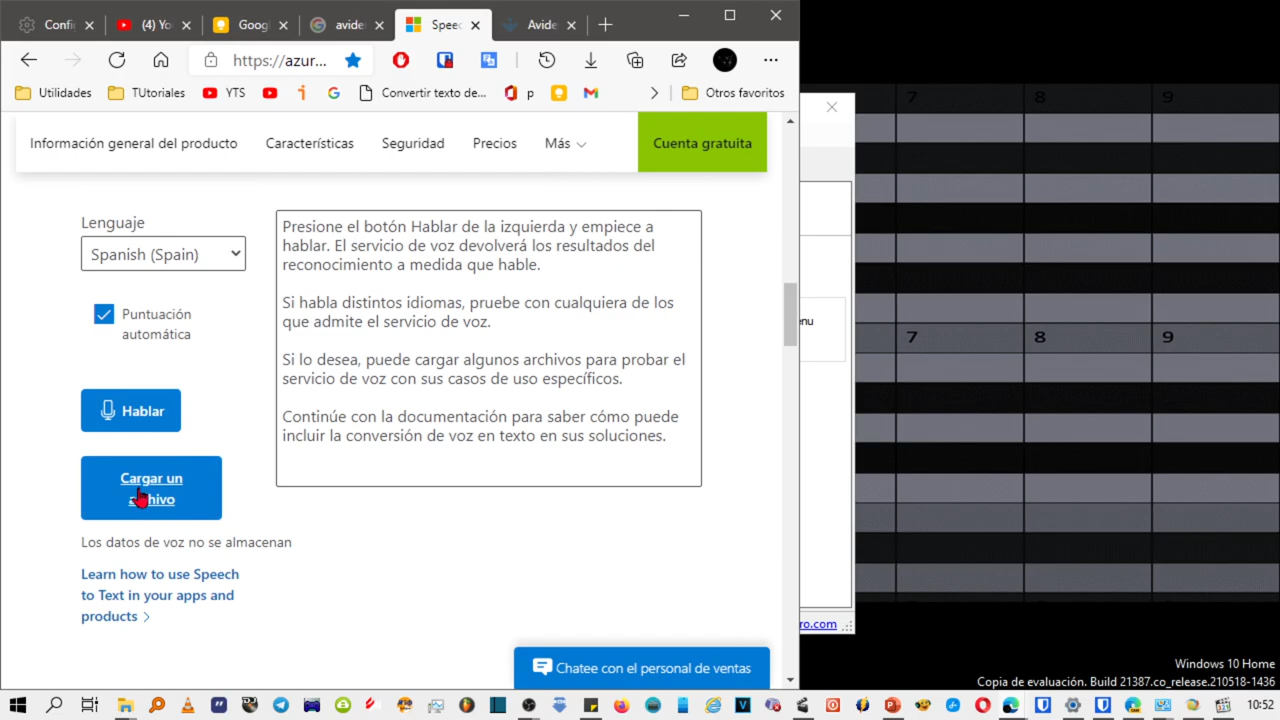 Confi
(4) Yo
Googl
avide
Speec
Avide
https://azur...
Utilidades
TUtoriales
YTS
Convertir texto de...
p
Otros favoritos
Información general del producto
Características
Seguridad
Precios
Más
Cuenta gratuita
Lenguaje
Spanish (Spain)
Puntuación
automática
Hablar
Cargar un
archivo
Los datos de voz no se almacenan
Learn how to use Speech
to Text in your apps and
products
Presione el botón Hablar de la izquierda y empiece a
hablar. El servicio de voz devolverá los resultados del
reconocimiento a medida que hable.
Si habla distintos idiomas, pruebe con cualquiera de los
que admite el servicio de voz.
Si lo desea, puede cargar algunos archivos para probar el
servicio de voz con sus casos de uso específicos.
Continúe con la documentación para saber cómo puede
incluir la conversión de voz en texto en sus soluciones.
Chatee con el personal de ventas
7 8 9
enu
7 8 9
ro.com
Windows 10 Home
Copia de evaluación. Build 21387.co_release.210518-1436
10:52